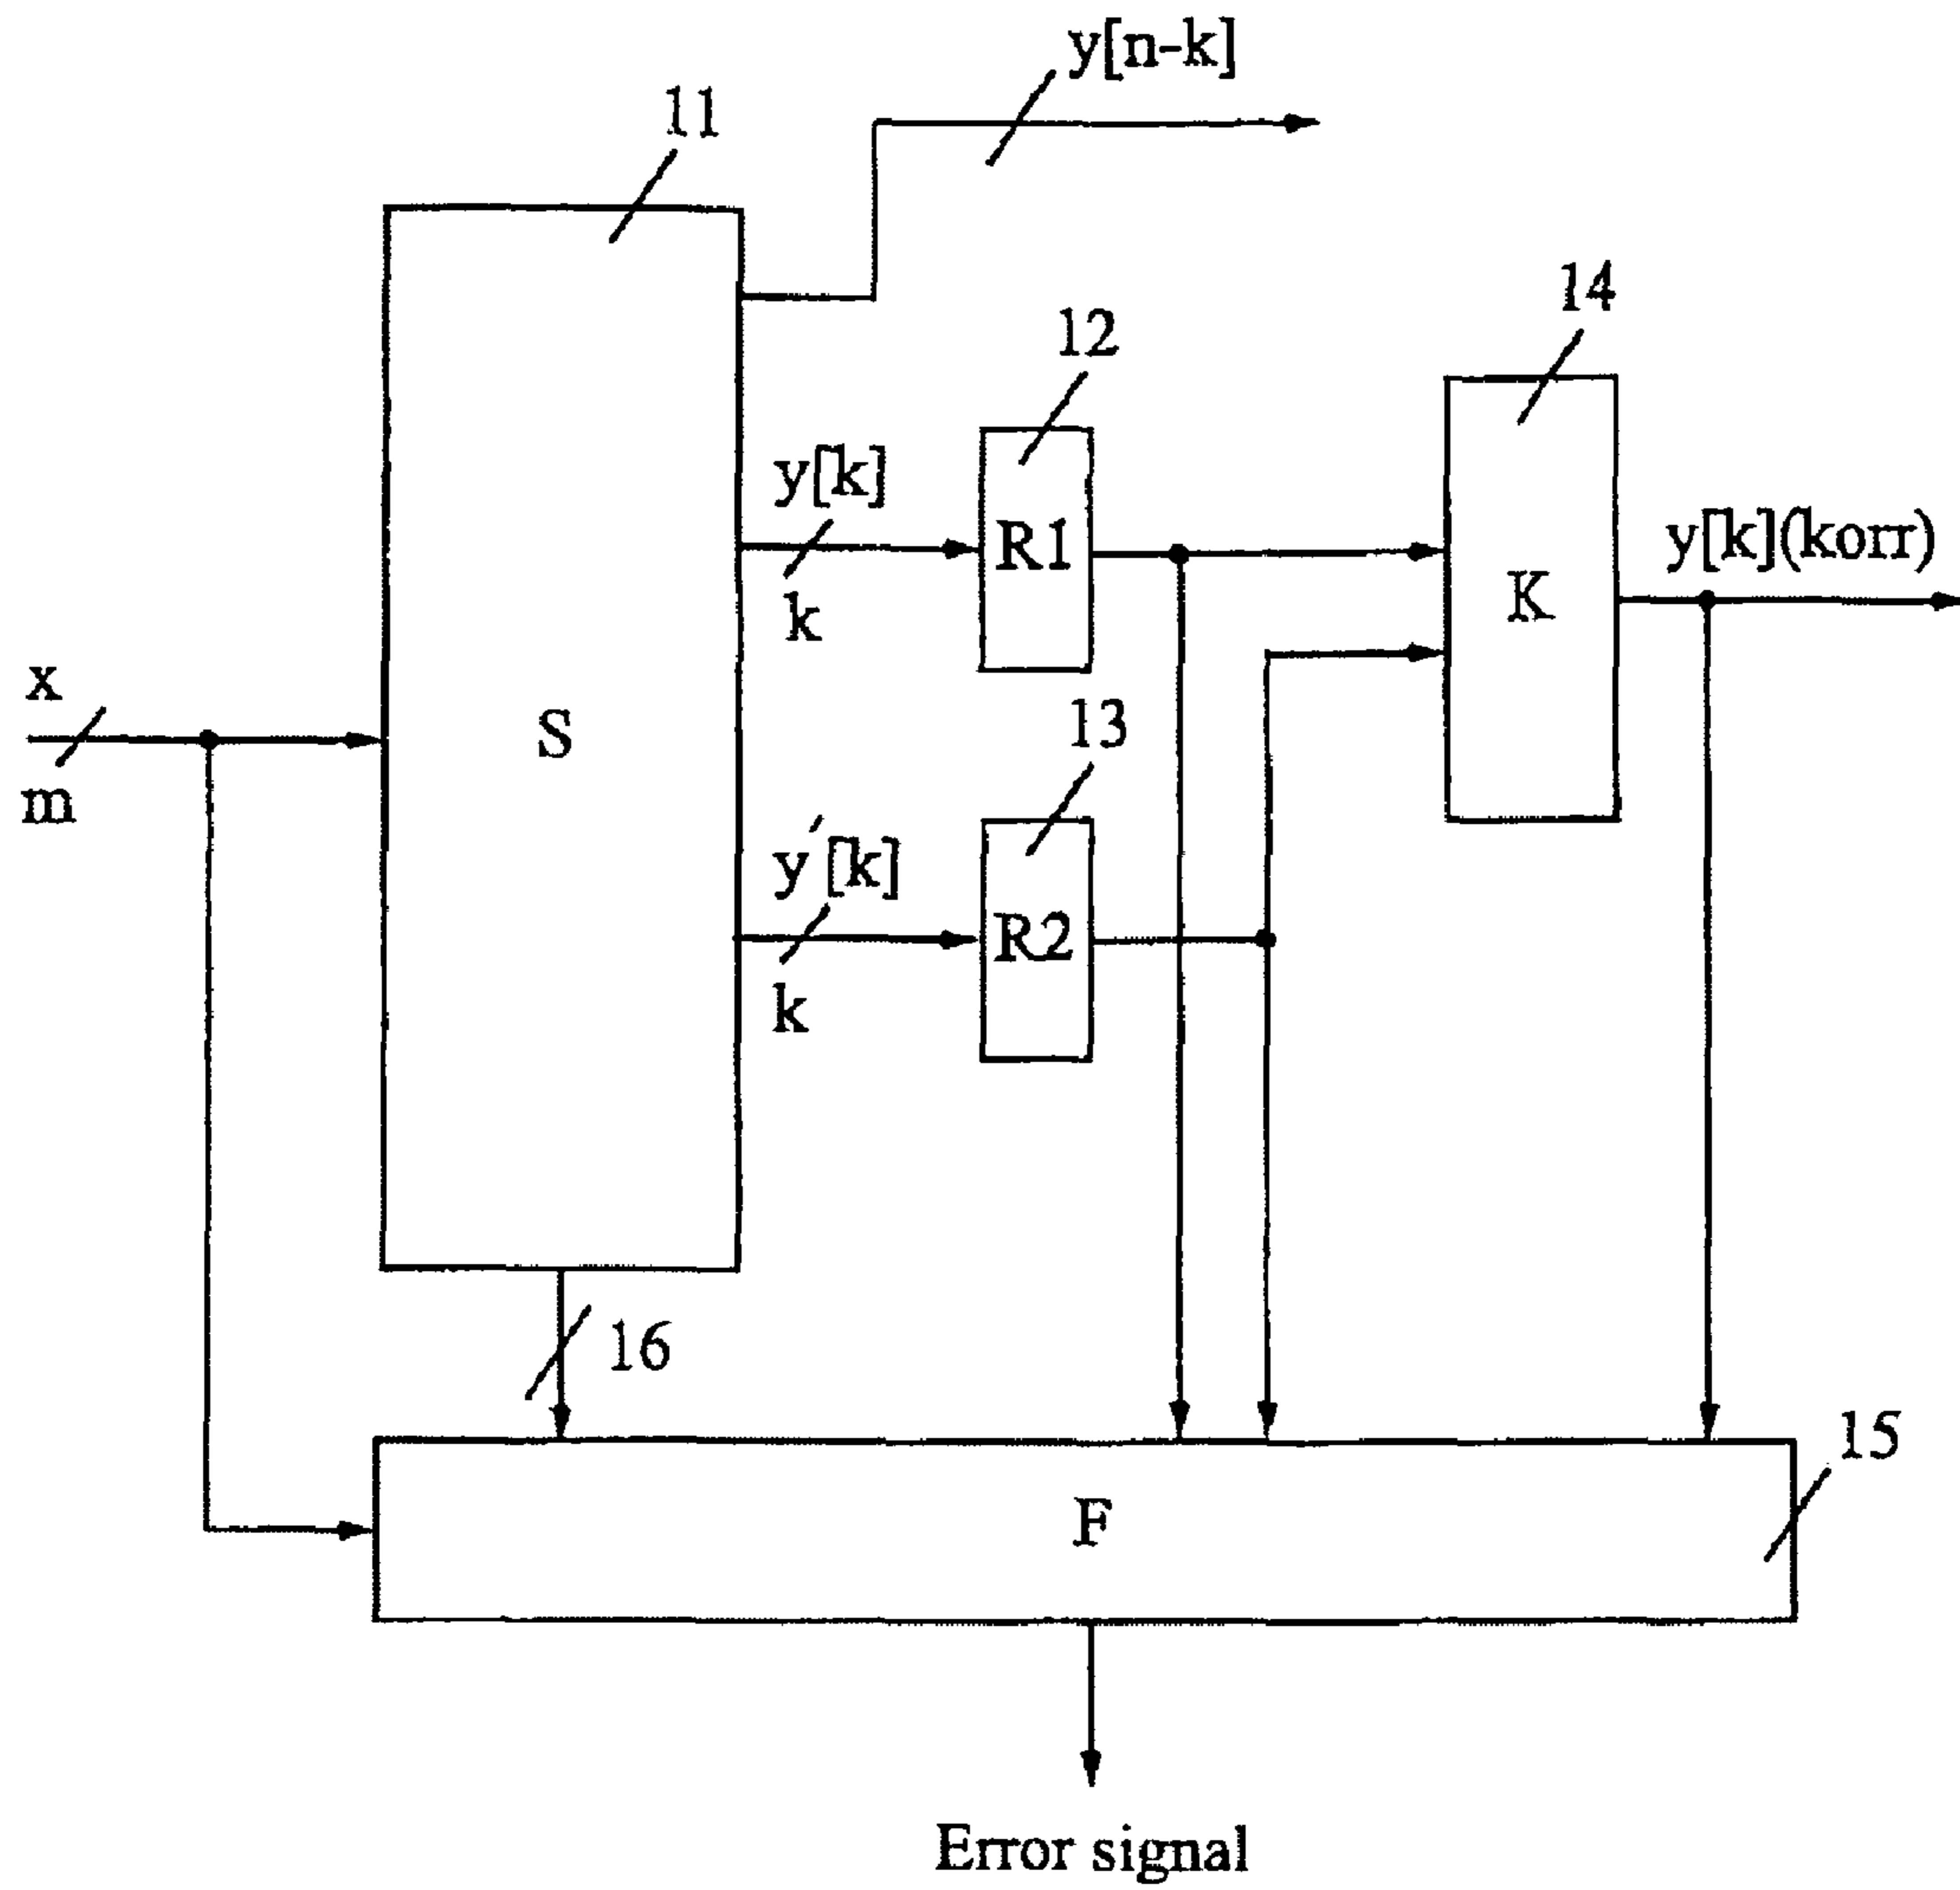 y[n-k]
11
14
12
y[k]
R1
y[k](korr)
K
k
x
13
S
m
y'[k]
R2
k
16
15
F
Error signal